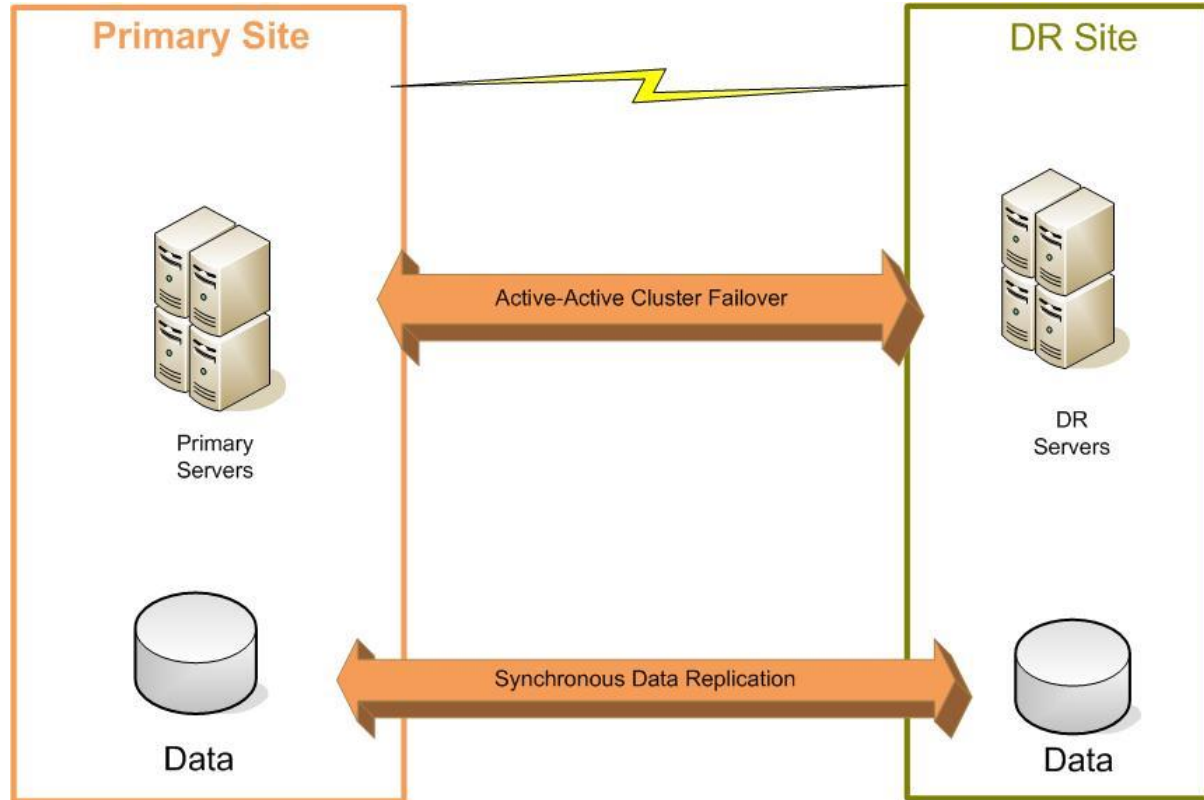 Primary Site
DR Site
Active-Active Cluster Failover
Primary
Servers
DR
Servers
Synchronous Data Replication
Data
Data